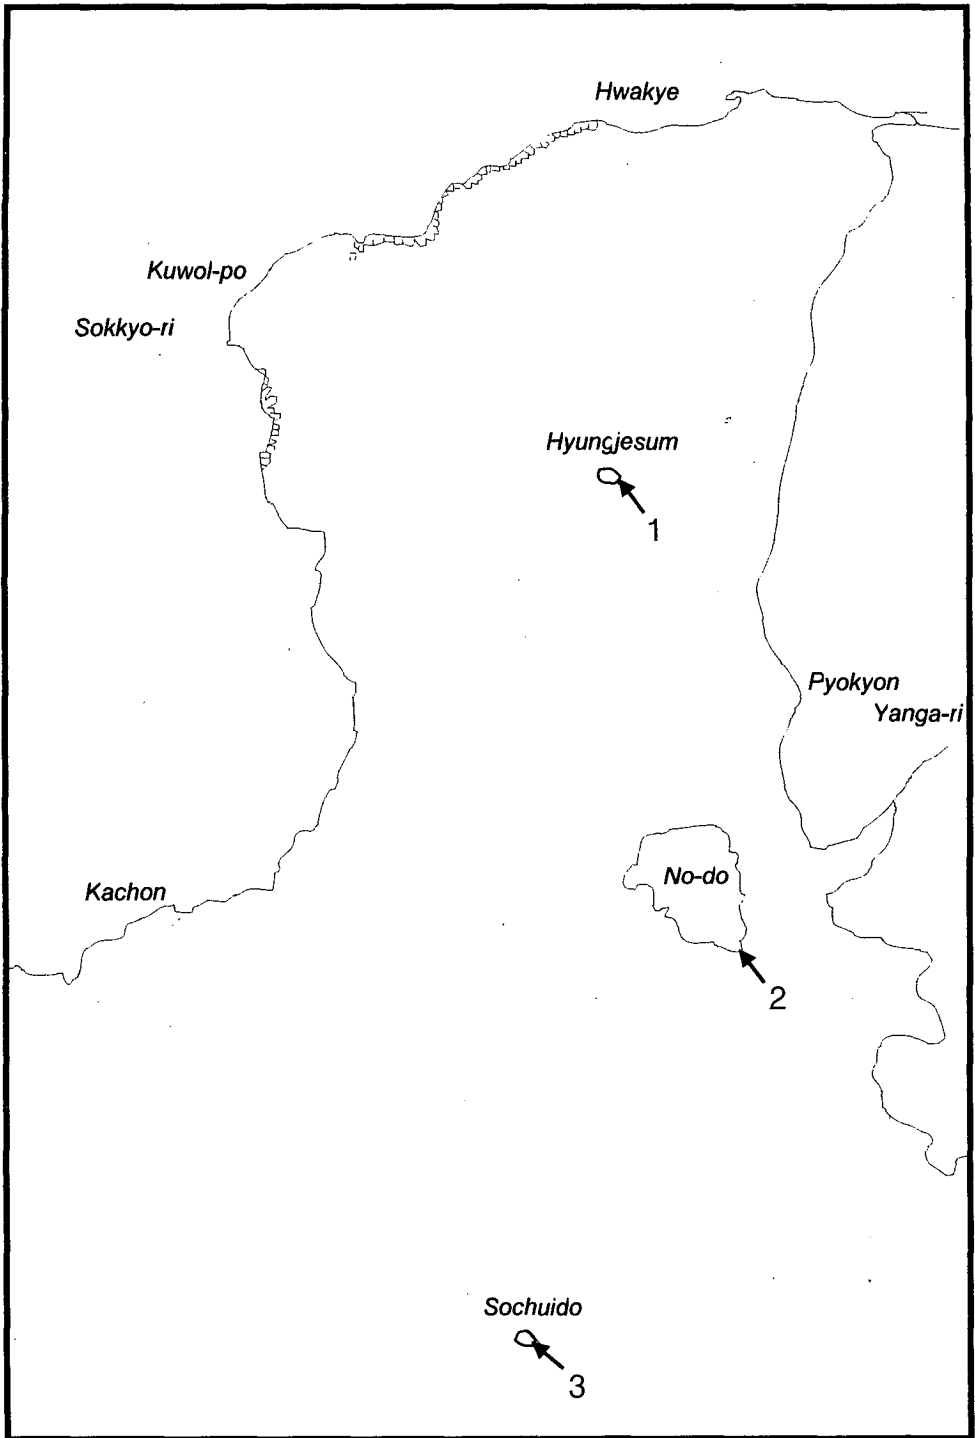 Hwakye
Kuwol-po
Sokkyo-ri
Hyungjesum
1
Pyokyon
Yanga-ri
No-do
Kachon
2
Sochuido
3